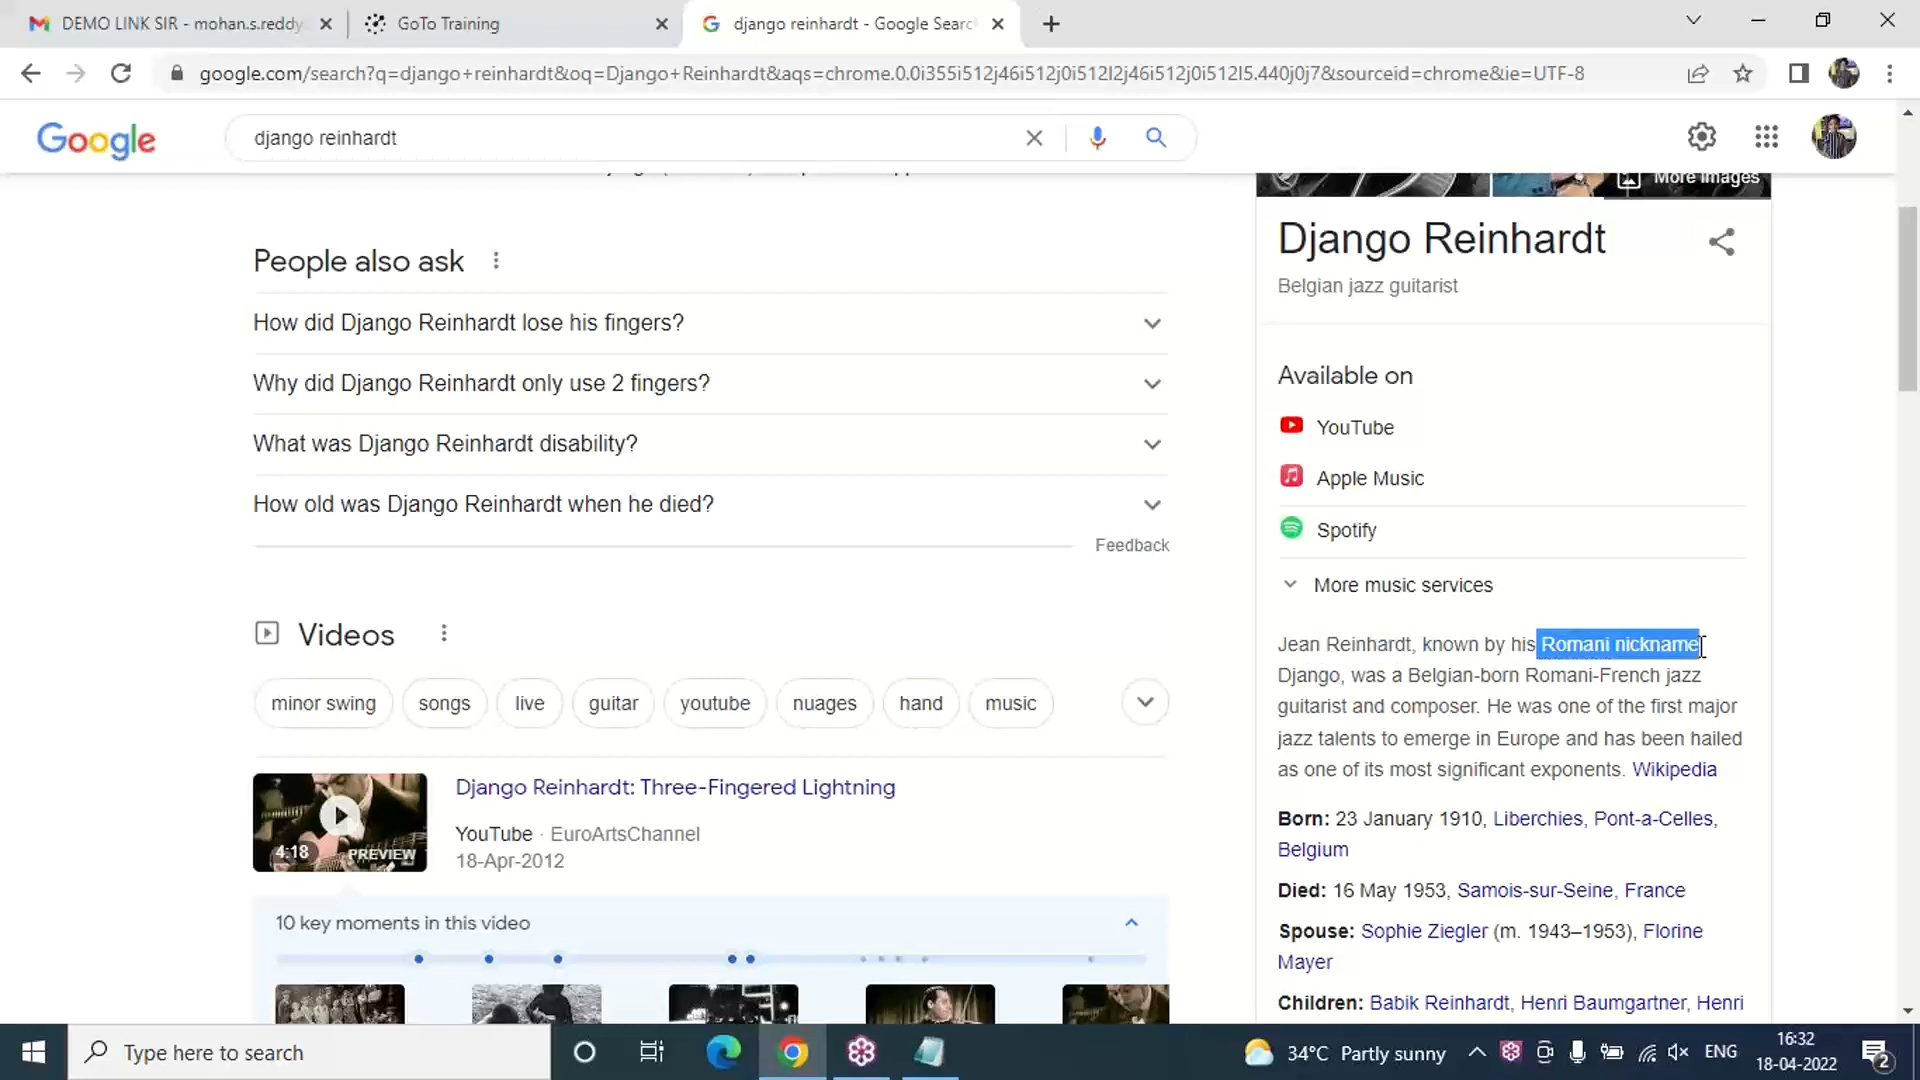 DEMO LINK SIR - mohan.s.reddy
GoTo Training
django reinhardt - Google Searc
google.com/search?q=django+reinhardt&oq=Django+Reinhardt&aqs=chrome.0.0i355i512j46i512j0i512l2j46i512j0i512l5.440j0j7&sourceid=chrome&ie=UTF-8
Google
django reinhardt
More images
Django Reinhardt
Belgian jazz guitarist
People also ask
How did Django Reinhardt lose his fingers?
Why did Django Reinhardt only use 2 fingers?
What was Django Reinhardt disability?
How old was Django Reinhardt when he died?
Feedback
Available on
YouTube
Apple Music
Spotify
More music services
Jean Reinhardt, known by his Romani nickname
Django, was a Belgian-born Romani-French jazz
guitarist and composer. He was one of the first major
jazz talents to emerge in Europe and has been hailed
as one of its most significant exponents. Wikipedia
Born: 23 January 1910, Liberchies, Pont-a-Celles,
Belgium
Died: 16 May 1953, Samois-sur-Seine, France
Spouse: Sophie Ziegler (m. 1943–1953), Florine
Mayer
Children: Babik Reinhardt, Henri Baumgartner, Henri
Videos
minor swing
songs
live
guitar
youtube
nuages
hand
music
Django Reinhardt: Three-Fingered Lightning
YouTube · EuroArtsChannel
18-Apr-2012
4:18
PREVIEW
10 key moments in this video
Type here to search
34°C Partly sunny
ENG
16:32
18-04-2022
2